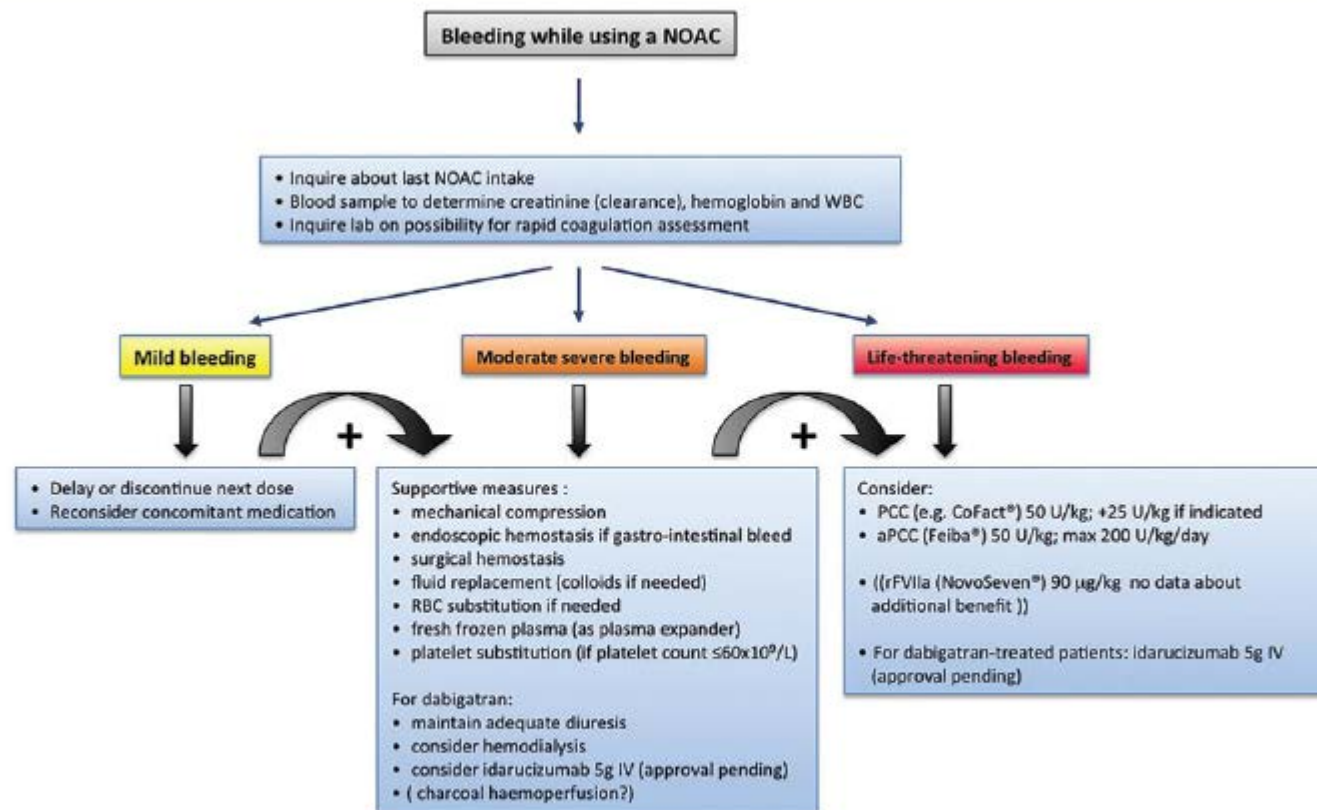 Bleeding while using a NOAC
• Inquire about last NOAC intake
• Blood sample to determine creatinine (clearance), hemoglobin and WBC
• Inquire lab on possibility for rapid coagulation assessment
Mild bleeding
Moderate severe bleeding
Life-threatening bleeding
+
+
• Delay or discontinue next dose
• Reconsider concomitant medication
Supportive measures :
• mechanical compression
• endoscopic hemostasis if gastro-intestinal bleed
• surgical hemostasis
• fluid replacement (colloids if needed)
• RBC substitution if needed
• fresh frozen plasma (as plasma expander)
• platelet substitution (if platelet count ≤60x10⁹/L)
For dabigatran:
• maintain adequate diuresis
• consider hemodialysis
• consider idarucizumab 5g IV (approval pending)
• ( charcoal haemoperfusion?)
Consider:
• PCC (e.g. CoFact®) 50 U/kg; +25 U/kg if indicated
• aPCC (Feiba®) 50 U/kg; max 200 U/kg/day
• ((rFVIIa (NovoSeven®) 90 µg/kg no data about
additional benefit ))
• For dabigatran-treated patients: idarucizumab 5g IV
(approval pending)